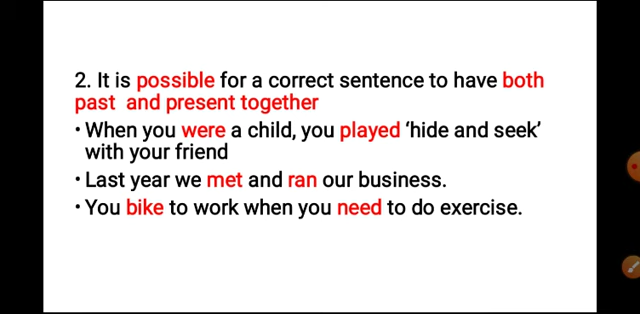 2. It is possible for a correct sentence to have both
past and present together
• When you were a child, you played ‘hide and seek’
with your friend
• Last year we met and ran our business.
• You bike to work when you need to do exercise.